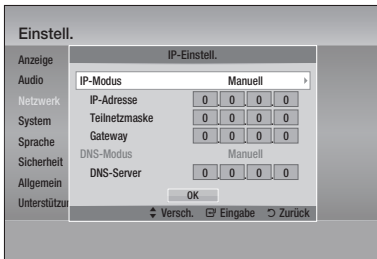 Einstell.
Anzeige
Audio
Netzwerk
System
Sprache
Sicherheit
Allgemein
Unterstützu
IP-Einstell.
IP-Modus Manuell
IP-Adresse 0 . 0 . 0 . 0
Teilnetzmaske 0 . 0 . 0 . 0
Gateway 0 . 0 . 0 . 0
DNS-Modus Manuell
DNS-Server 0 . 0 . 0 . 0
OK
Versch. Eingabe Zurück